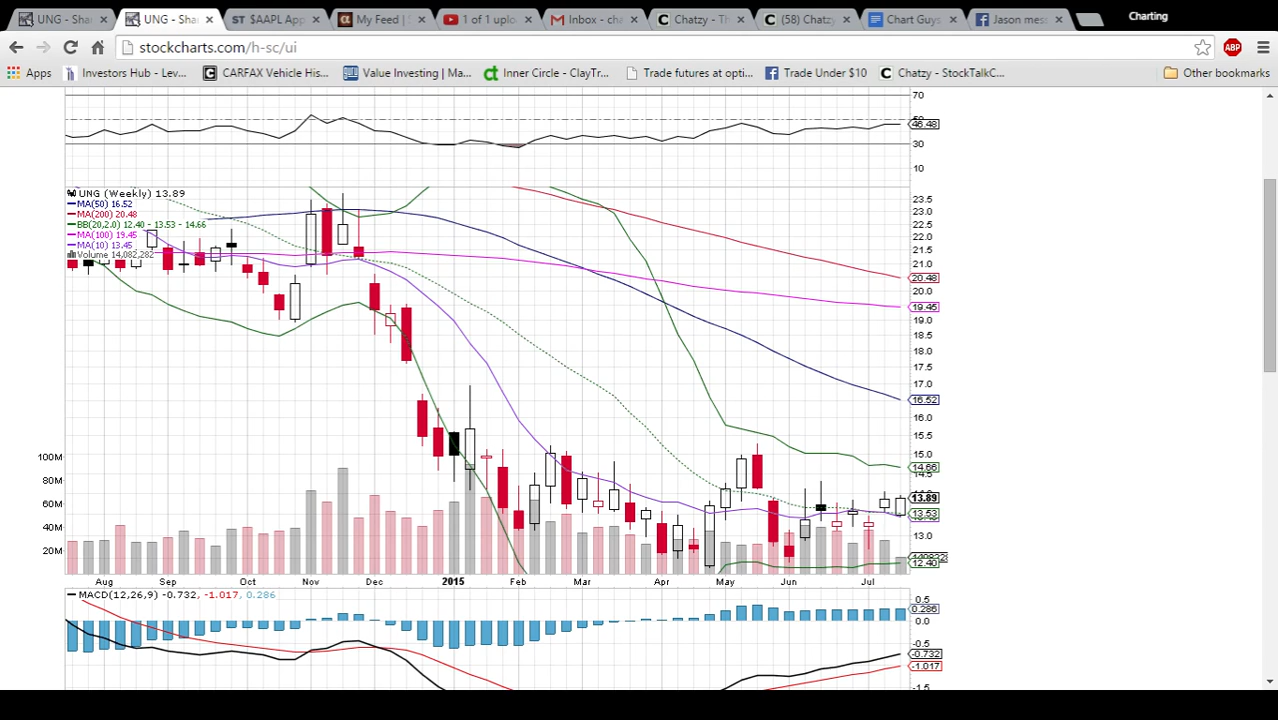 UNG - Sha
UNG - Shar
ST $AAPL App
My Feed | S
1 of 1 uplo
Inbox - cha
Chatzy - Th
(58) Chatzy
Chart Guys
Jason mess
Charting
stockcharts.com/h-sc/ui
ABP
Apps
Investors Hub - Lev...
CARFAX Vehicle His...
Value Investing | Ma...
Inner Circle - ClayTr...
Trade futures at opti...
Trade Under $10
Chatzy - StockTalkC...
Other bookmarks
70
46.48
30
10
UNG (Weekly) 13.89
MA(50) 16.52
MA(200) 20.48
BB(20,2.0) 12.40 - 13.53 - 14.66
MA(100) 19.45
MA(10) 13.45
Volume 14,082,282
23.5
23.0
22.5
22.0
21.5
21.0
20.48
20.0
19.45
19.0
18.5
18.0
17.5
17.0
16.52
16.0
15.5
15.0
14.66
14.5
13.89
13.53
13.0
12.40
100M
80M
60M
40M
20M
Aug Sep Oct Nov Dec 2015 Feb Mar Apr May Jun Jul
MACD(12,26,9) -0.732, -1.017, 0.286
0.5
0.286
0.0
-0.5
-0.732
-1.017
-1.5